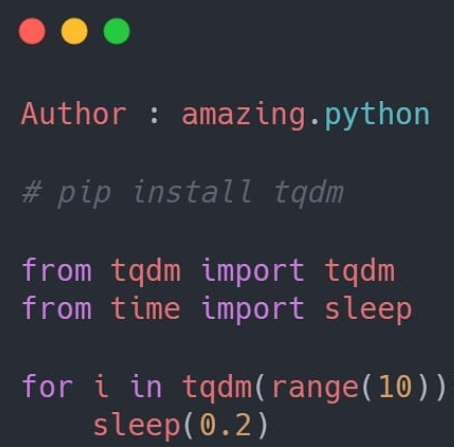 Author : amazing.python
# pip install tqdm
from tqdm import tqdm
from time import sleep
for i in tqdm(range(10))
    sleep(0.2)